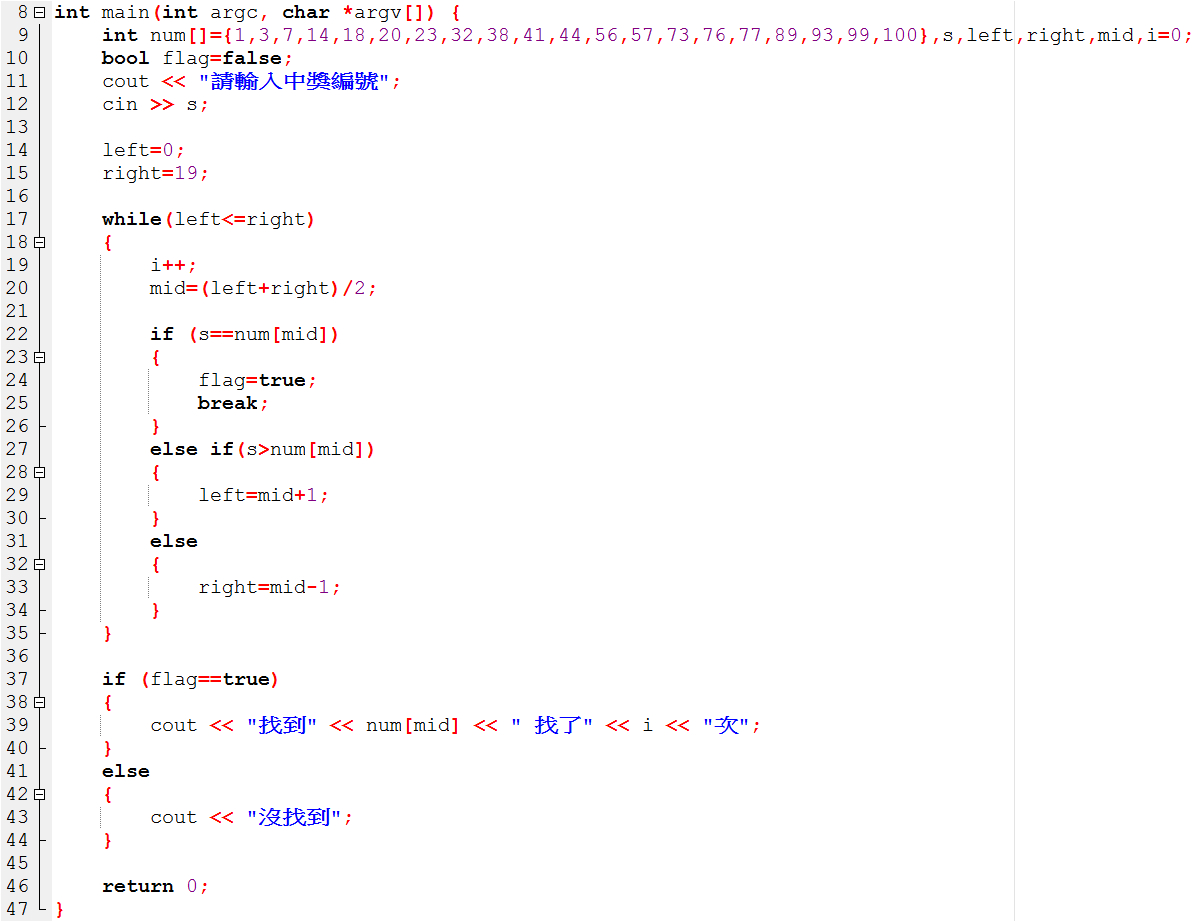 8 int main(int argc, char *argv[]) {
9 int num[]={1,3,7,14,18,20,23,32,38,41,44,56,57,73,76,77,89,93,99,100},s,left,right,mid,i=0;
10 bool flag=false;
11 cout << "請輸入中獎編號";
12 cin >> s;
13
14 left=0;
15 right=19;
16
17 while(left<=right)
18 {
19 i++;
20 mid=(left+right)/2;
21
22 if (s==num[mid])
23 {
24 flag=true;
25 break;
26 }
27 else if(s>num[mid])
28 {
29 left=mid+1;
30 }
31 else
32 {
33 right=mid-1;
34 }
35 }
36
37 if (flag==true)
38 {
39 cout << "找到" << num[mid] << " 找了" << i << "次";
40 }
41 else
42 {
43 cout << "沒找到";
44 }
45
46 return 0;
47 }